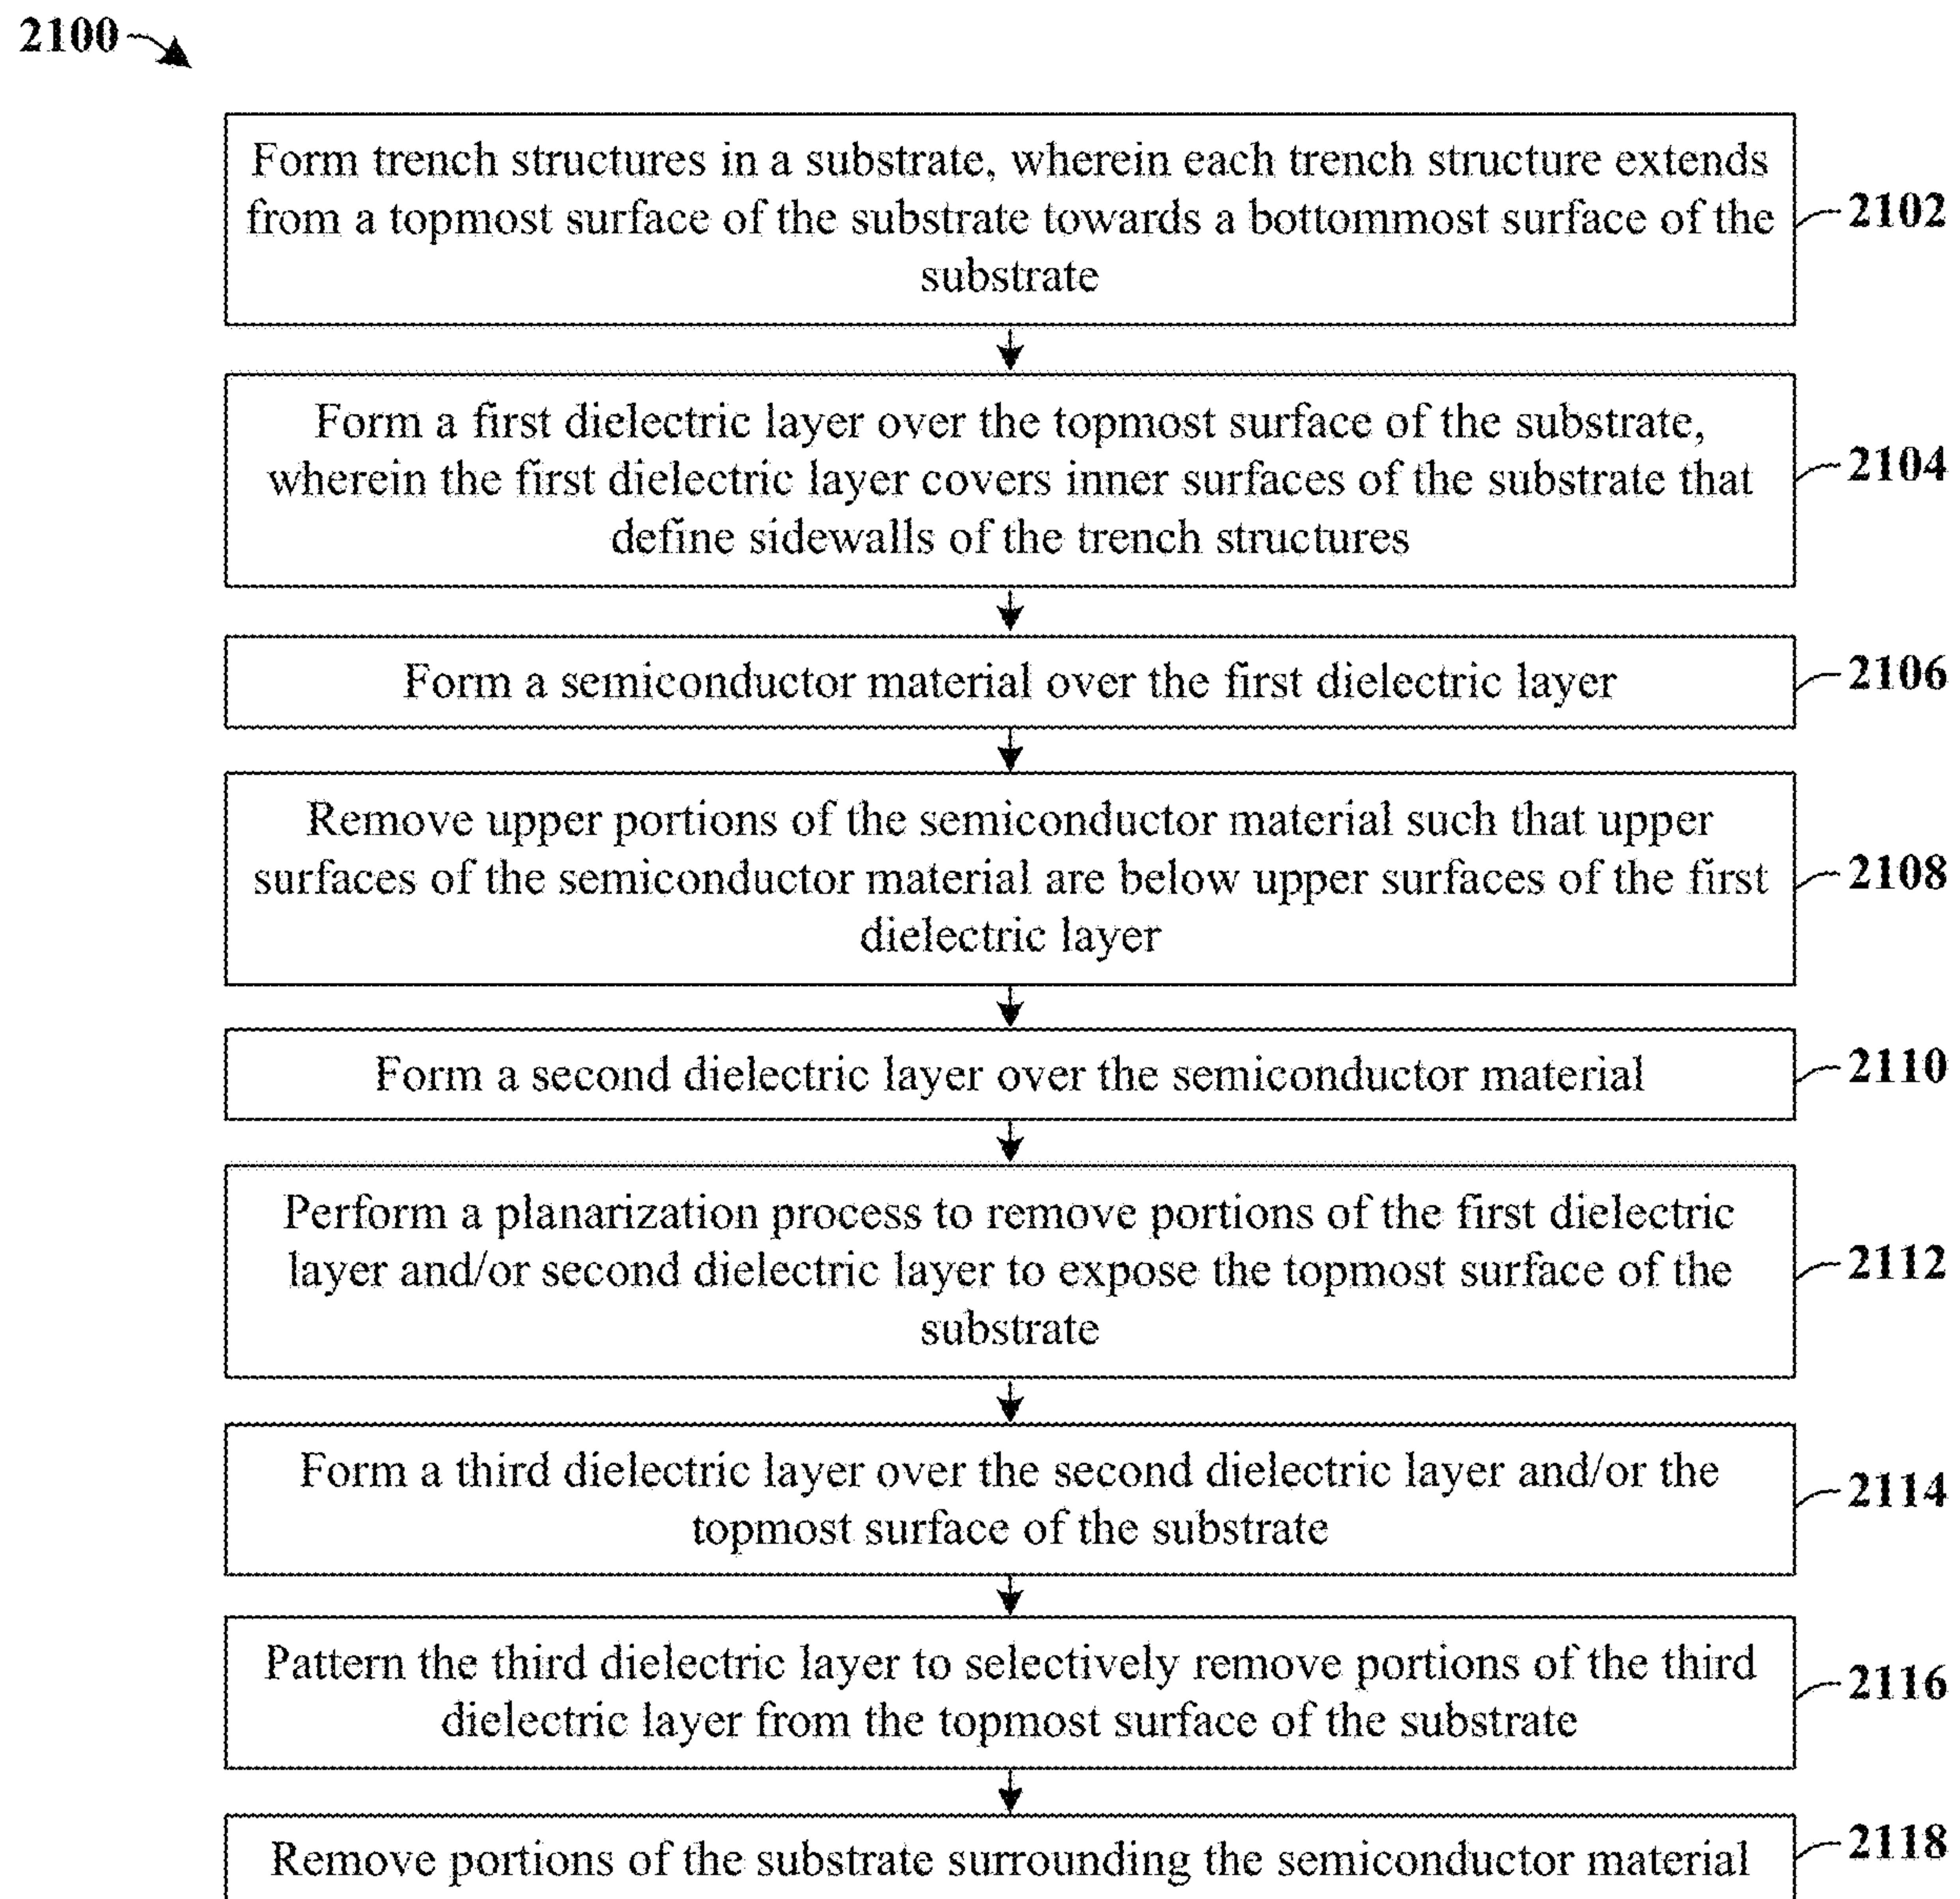 2100
Form trench structures in a substrate, wherein each trench structure extends
from a topmost surface of the substrate towards a bottommost surface of the
substrate
2102
Form a first dielectric layer over the topmost surface of the substrate,
wherein the first dielectric layer covers inner surfaces of the substrate that
define sidewalls of the trench structures
2104
Form a semiconductor material over the first dielectric layer
2106
Remove upper portions of the semiconductor material such that upper
surfaces of the semiconductor material are below upper surfaces of the first
dielectric layer
2108
Form a second dielectric layer over the semiconductor material
2110
Perform a planarization process to remove portions of the first dielectric
layer and/or second dielectric layer to expose the topmost surface of the
substrate
2112
Form a third dielectric layer over the second dielectric layer and/or the
topmost surface of the substrate
2114
Pattern the third dielectric layer to selectively remove portions of the third
dielectric layer from the topmost surface of the substrate
2116
Remove portions of the substrate surrounding the semiconductor material
2118